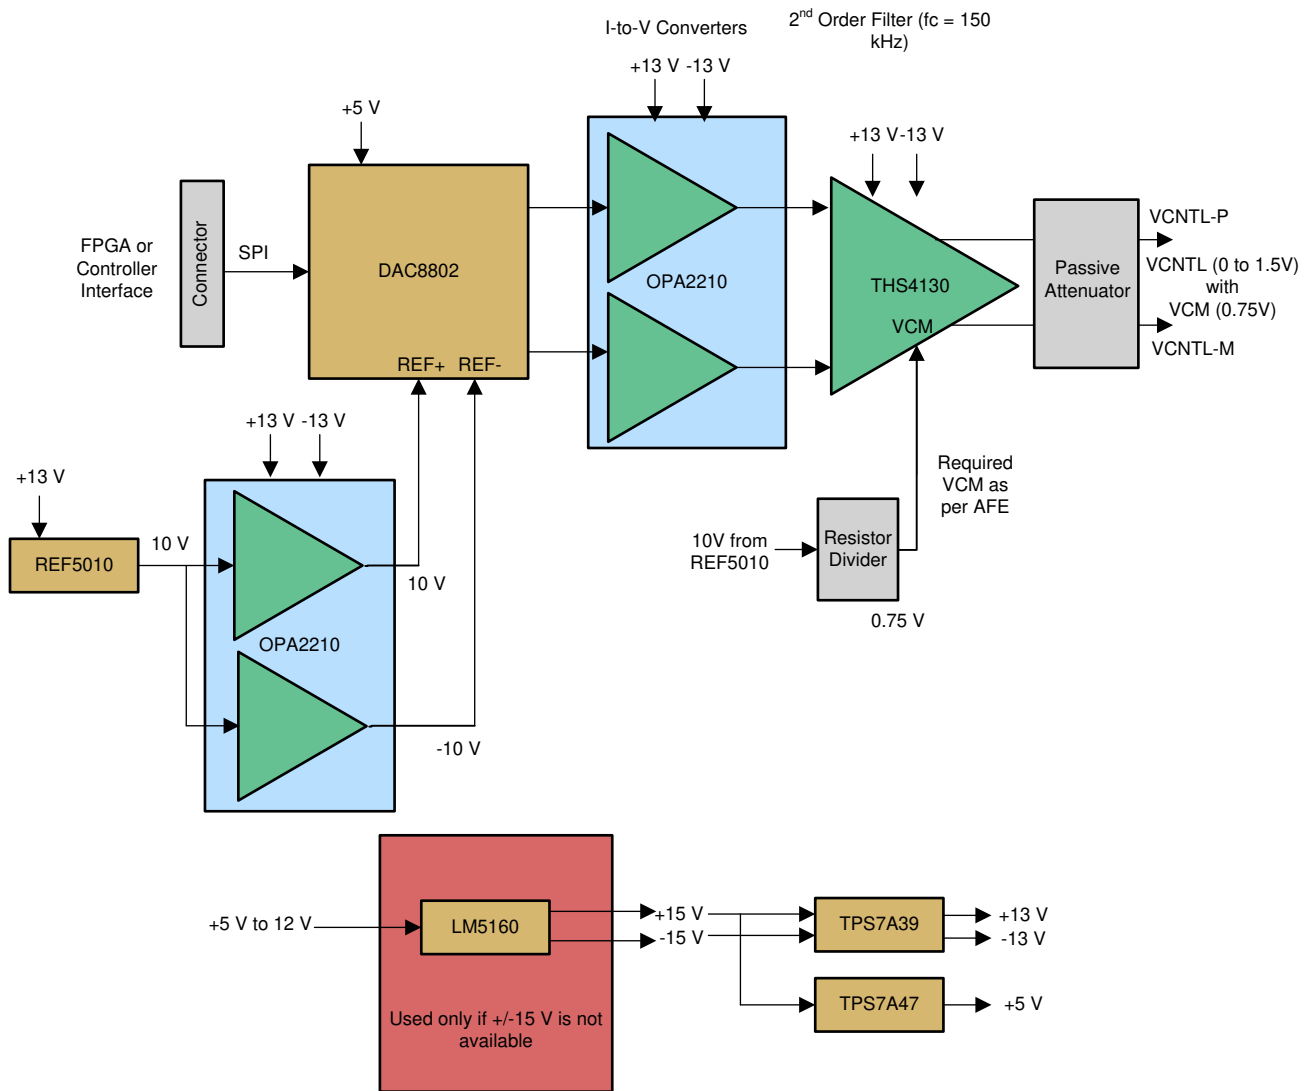 I-to-V Converters
2nd Order Filter (fc = 150
kHz)
+13 V
-13 V
+5 V
+13 V
-13 V
FPGA or
Controller
Interface
Connector
SPI
DAC8802
REF+
REF-
OPA2210
THS4130
VCM
Passive
Attenuator
VCNTL-P
VCNTL (0 to 1.5V)
with
VCM (0.75V)
VCNTL-M
+13 V
-13 V
+13 V
REF5010
10 V
OPA2210
10 V
-10 V
Required
VCM as
per AFE
10V from
REF5010
Resistor
Divider
0.75 V
+5 V to 12 V
LM5160
Used only if +/-15 V is not
available
+15 V
-15 V
TPS7A39
+13 V
-13 V
TPS7A47
+5 V